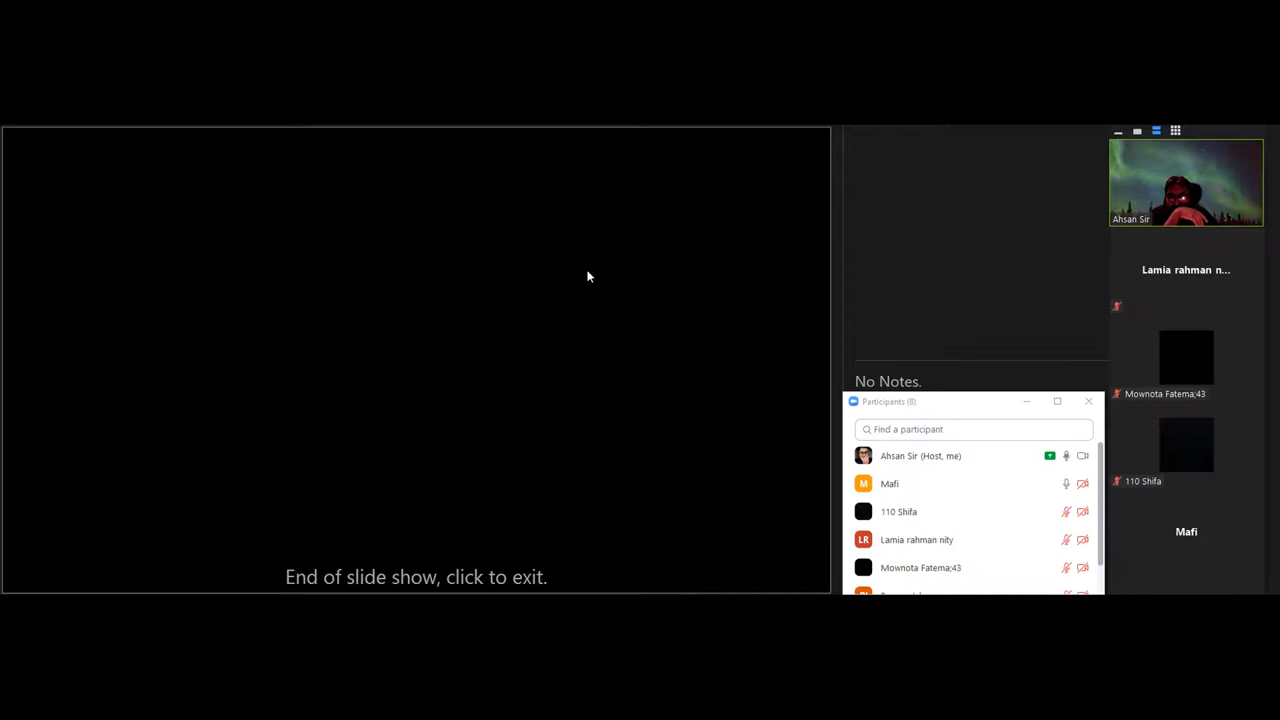 End of slide show, click to exit.
No Notes.
Participants (8)
Find a participant
Ahsan Sir (Host, me)
M
Mafi
110 Shifa
LR
Lamia rahman nity
Mownota Fatema;43
Ahsan Sir
Lamia rahman n...
Mownota Fatema;43
110 Shifa
Mafi